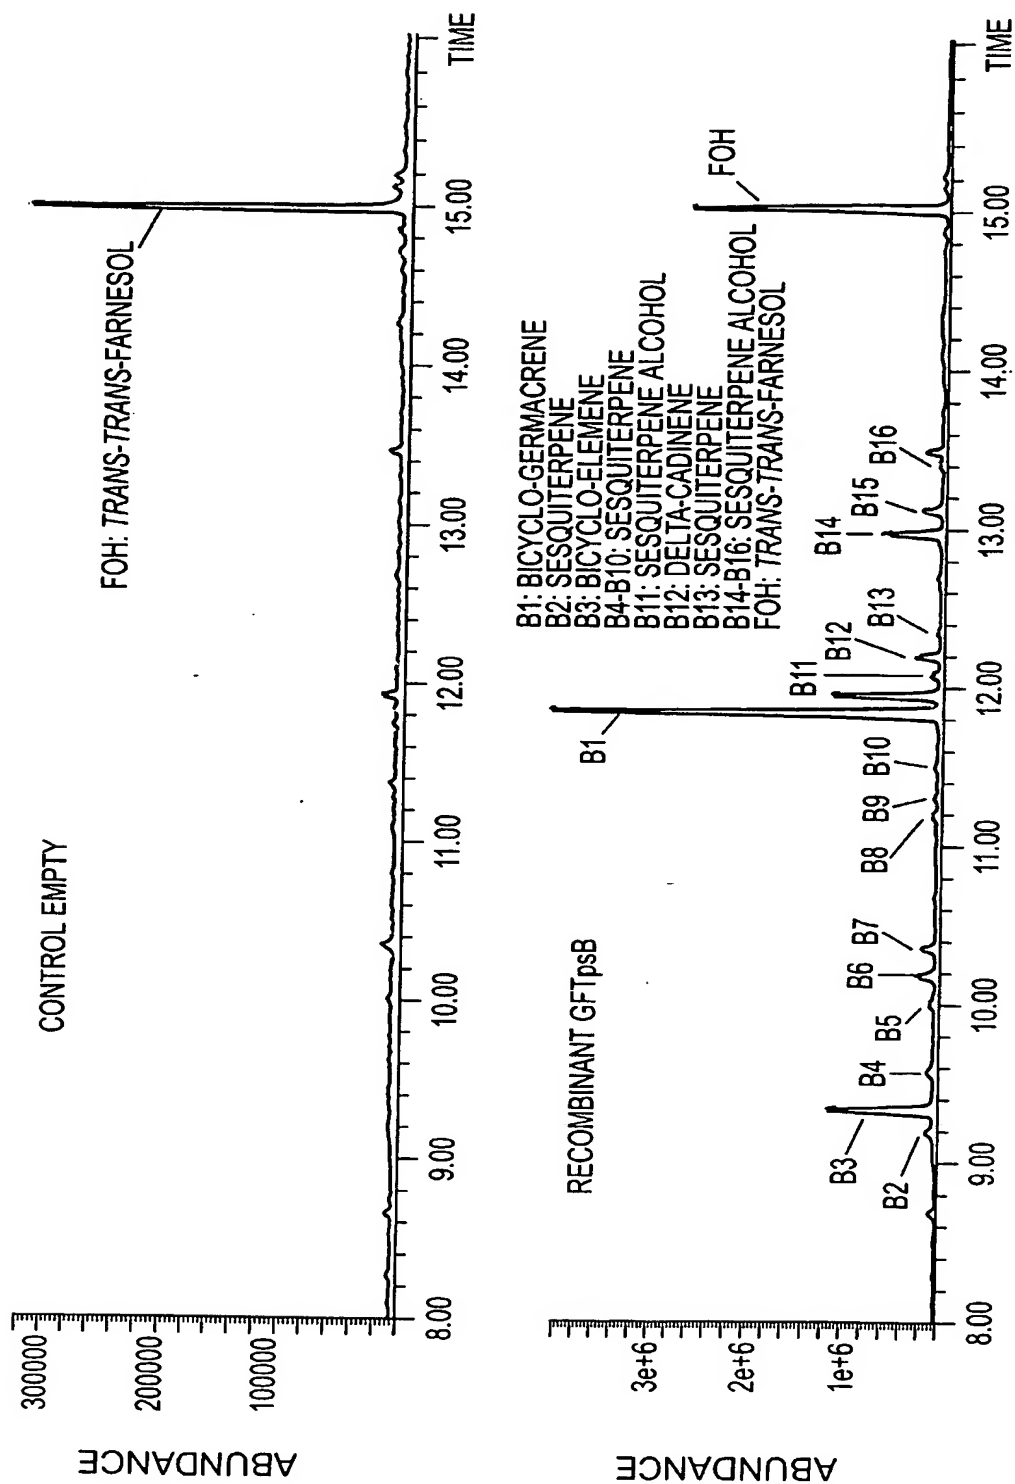 CONTROL EMPTY
FOH: TRANS-TRANS-FARNESOL
ABUNDANCE
300000
200000
100000
8.00 9.00 10.00 11.00 12.00 13.00 14.00 15.00 TIME
RECOMBINANT GFTpsB
B1: BICYCLO-GERMACRENE
B2: SESQUITERPENE
B3: BICYCLO-ELEMENE
B4-B10: SESQUITERPENE
B11: SESQUITERPENE ALCOHOL
B12: DELTA-CADINENE
B13: SESQUITERPENE
B14-B16: SESQUITERPENE ALCOHOL
FOH: TRANS-TRANS-FARNESOL
ABUNDANCE
3e+6
2e+6
1e+6
B2
B3
B4
B5
B6
B7
B8
B9
B10
B1
B11
B12
B13
B14
B15
B16
FOH
8.00 9.00 10.00 11.00 12.00 13.00 14.00 15.00 TIME